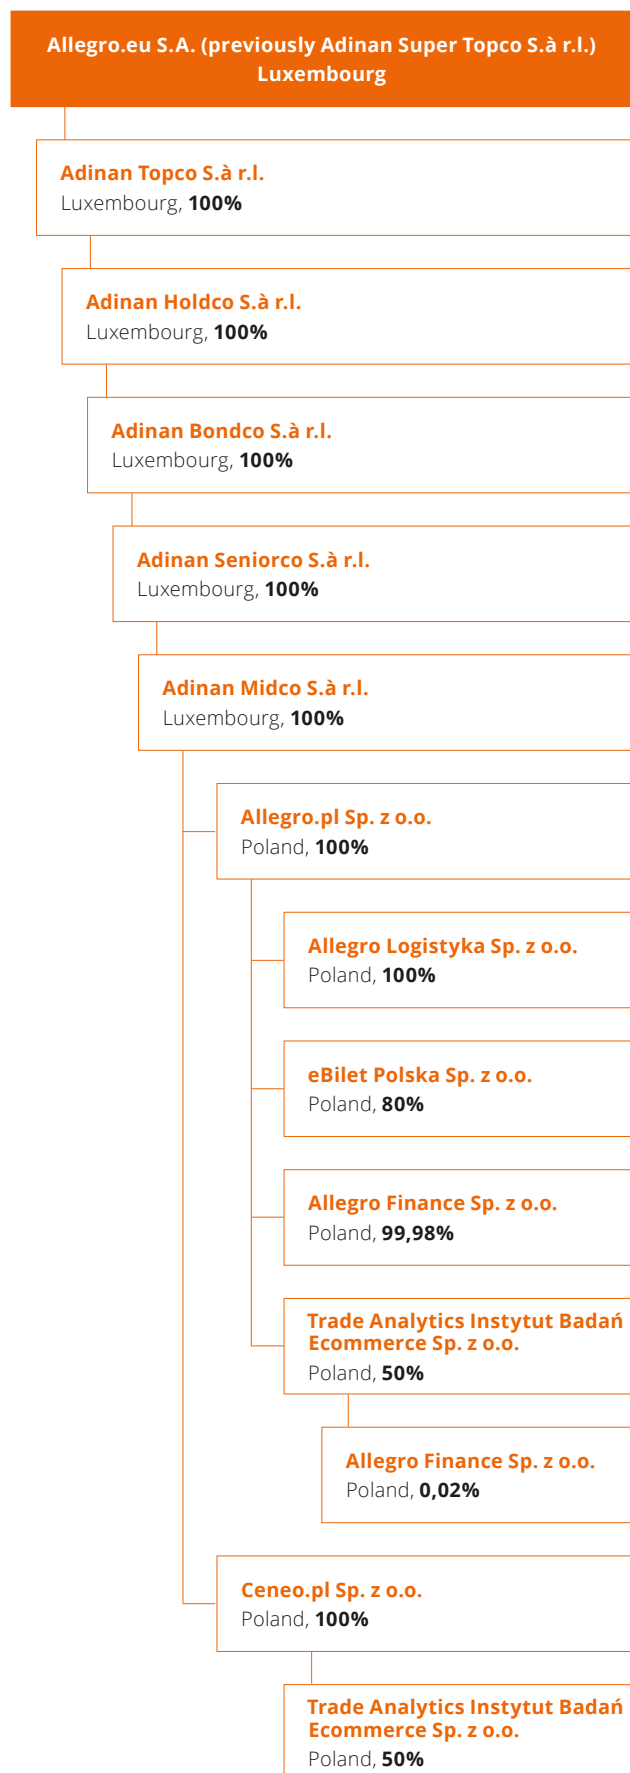 Allegro.eu S.A. (previously Adinan Super Topco S.à r.l.)
Luxembourg
Adinan Topco S.à r.l.
Luxembourg, 100%
Adinan Holdco S.à r.l.
Luxembourg, 100%
Adinan Bondco S.à r.l.
Luxembourg, 100%
Adinan Seniorco S.à r.l.
Luxembourg, 100%
Adinan Midco S.à r.l.
Luxembourg, 100%
Allegro.pl Sp. z o.o.
Poland, 100%
Allegro Logistyka Sp. z o.o.
Poland, 100%
eBilet Polska Sp. z o.o.
Poland, 80%
Allegro Finance Sp. z o.o.
Poland, 99,98%
Trade Analytics Instytut Badań
Ecommerce Sp. z o.o.
Poland, 50%
Allegro Finance Sp. z o.o.
Poland, 0,02%
Ceneo.pl Sp. z o.o.
Poland, 100%
Trade Analytics Instytut Badań
Ecommerce Sp. z o.o.
Poland, 50%